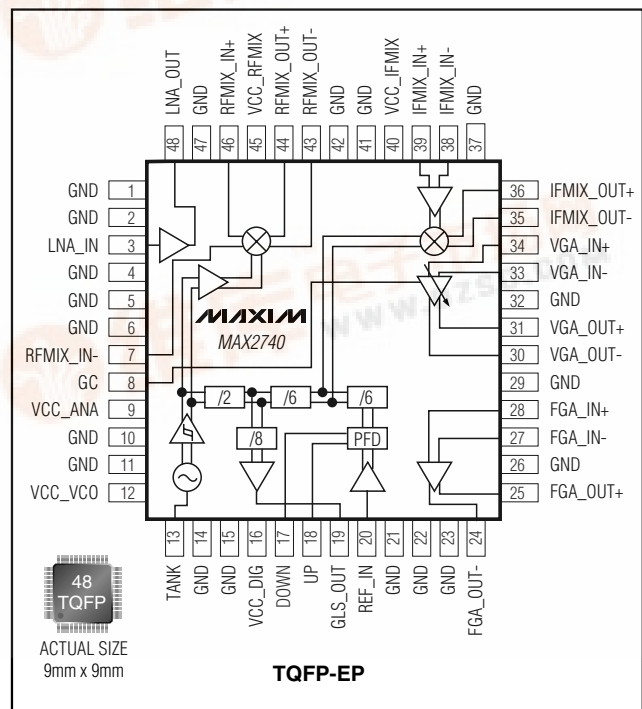 LNA_OUT
GND
RFMIX_IN+
VCC_RFMIX
RFMIX_OUT+
RFMIX_OUT-
GND
GND
VCC_IFMIX
IFMIX_IN+
IFMIX_IN-
GND
48
47
46
45
44
43
42
41
40
39
38
37
GND 1
GND 2
LNA_IN 3
GND 4
GND 5
GND 6
RFMIX_IN- 7
GC 8
VCC_ANA 9
GND 10
GND 11
VCC_VCO 12
36 IFMIX_OUT+
35 IFMIX_OUT-
34 VGA_IN+
33 VGA_IN-
32 GND
31 VGA_OUT+
30 VGA_OUT-
29 GND
28 FGA_IN+
27 FGA_IN-
26 GND
25 FGA_OUT+
MAXIM
MAX2740
/2
/6
/6
/8
PFD
13
14
15
16
17
18
19
20
21
22
23
24
TANK
GND
GND
VCC_DIG
DOWN
UP
GLS_OUT
REF_IN
GND
GND
GND
FGA_OUT-
48
TQFP
ACTUAL SIZE
9mm x 9mm
TQFP-EP